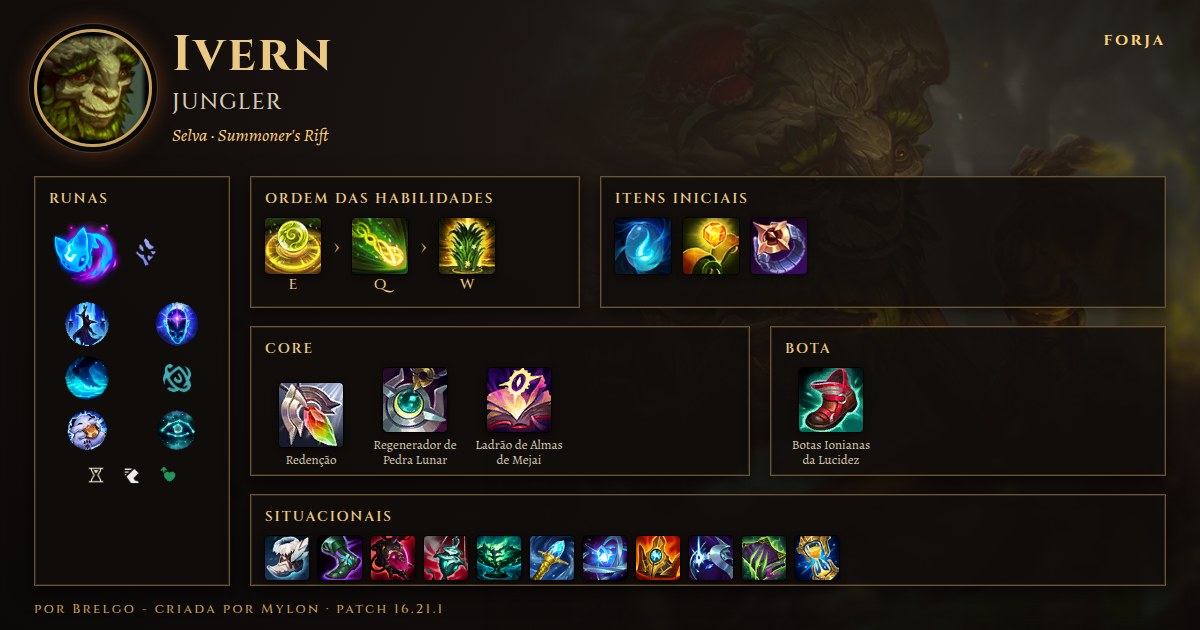 Ivern
JUNGLER
Selva · Summoner's Rift
FORJA
RUNAS
ORDEM DAS HABILIDADES
› ›
E Q W
ITENS INICIAIS
CORE
Redenção
Regenerador de
Pedra Lunar
Ladrão de Almas
de Mejai
BOTA
Botas Ionianas
da Lucidez
SITUACIONAIS
POR BRELGO - CRIADA POR MYLON · PATCH 16.21.1